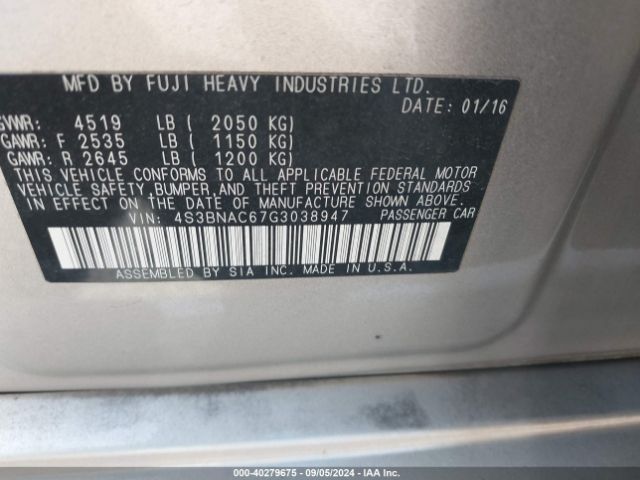 MFD BY FUJI HEAVY INDUSTRIES LTD.
DATE: 01/16
GVWR: 4519 LB ( 2050 KG)
GAWR: F 2535 LB ( 1150 KG)
GAWR: R 2645 LB ( 1200 KG)
THIS VEHICLE CONFORMS TO ALL APPLICABLE FEDERAL MOTOR
VEHICLE SAFETY,BUMPER,AND THEFT PREVENTION STANDARDS
IN EFFECT ON THE DATE OF MANUFACTURE SHOWN ABOVE.
VIN: 4S3BNAC67G3038947 PASSENGER CAR
ASSEMBLED BY SIA INC. MADE IN U.S.A.
000-40279675 - 09/05/2024 - IAA Inc.